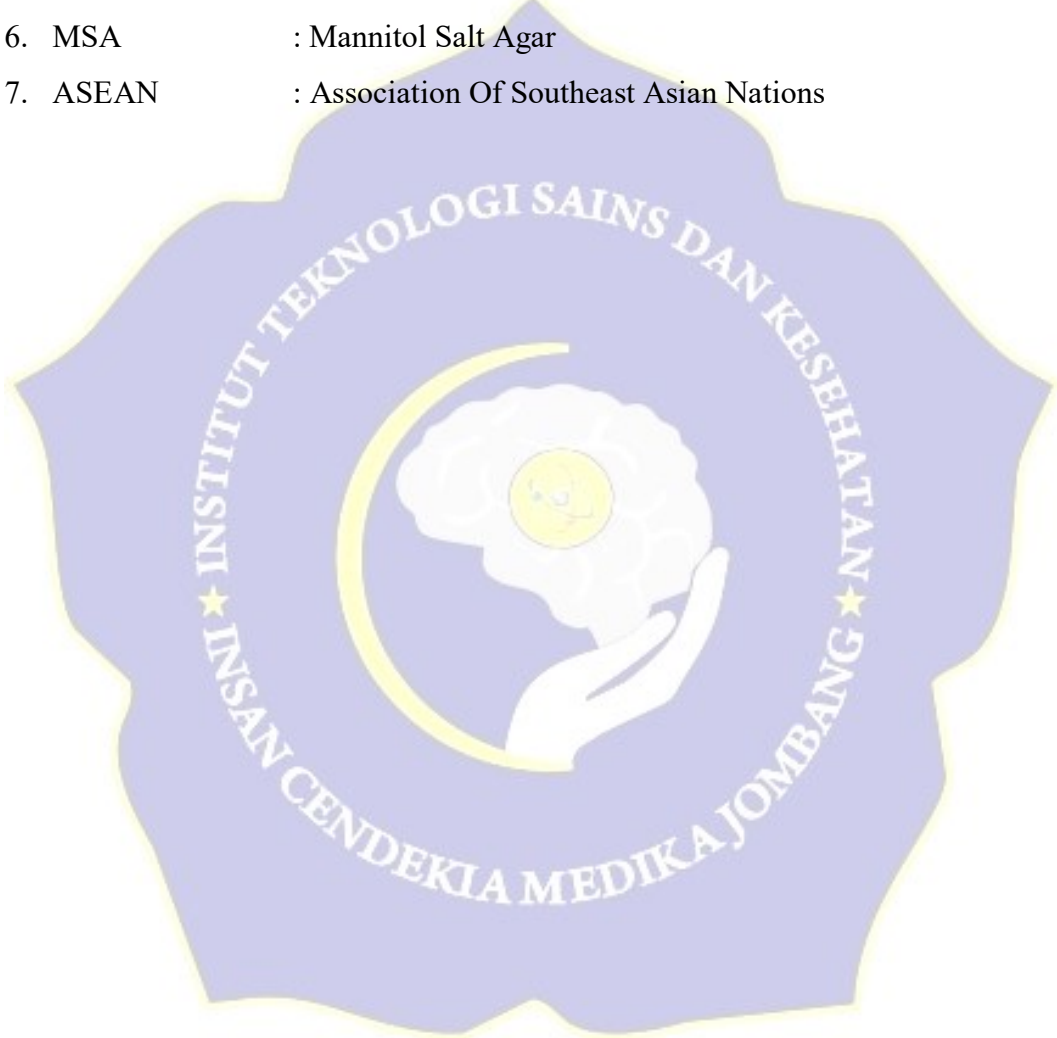 6. MSA : Mannitol Salt Agar
7. ASEAN : Association Of Southeast Asian Nations
INSTITUT TEKNOLOGI SAINS DAN KESEHATAN
INSAN CENDEKIA MEDIKA JOMBANG